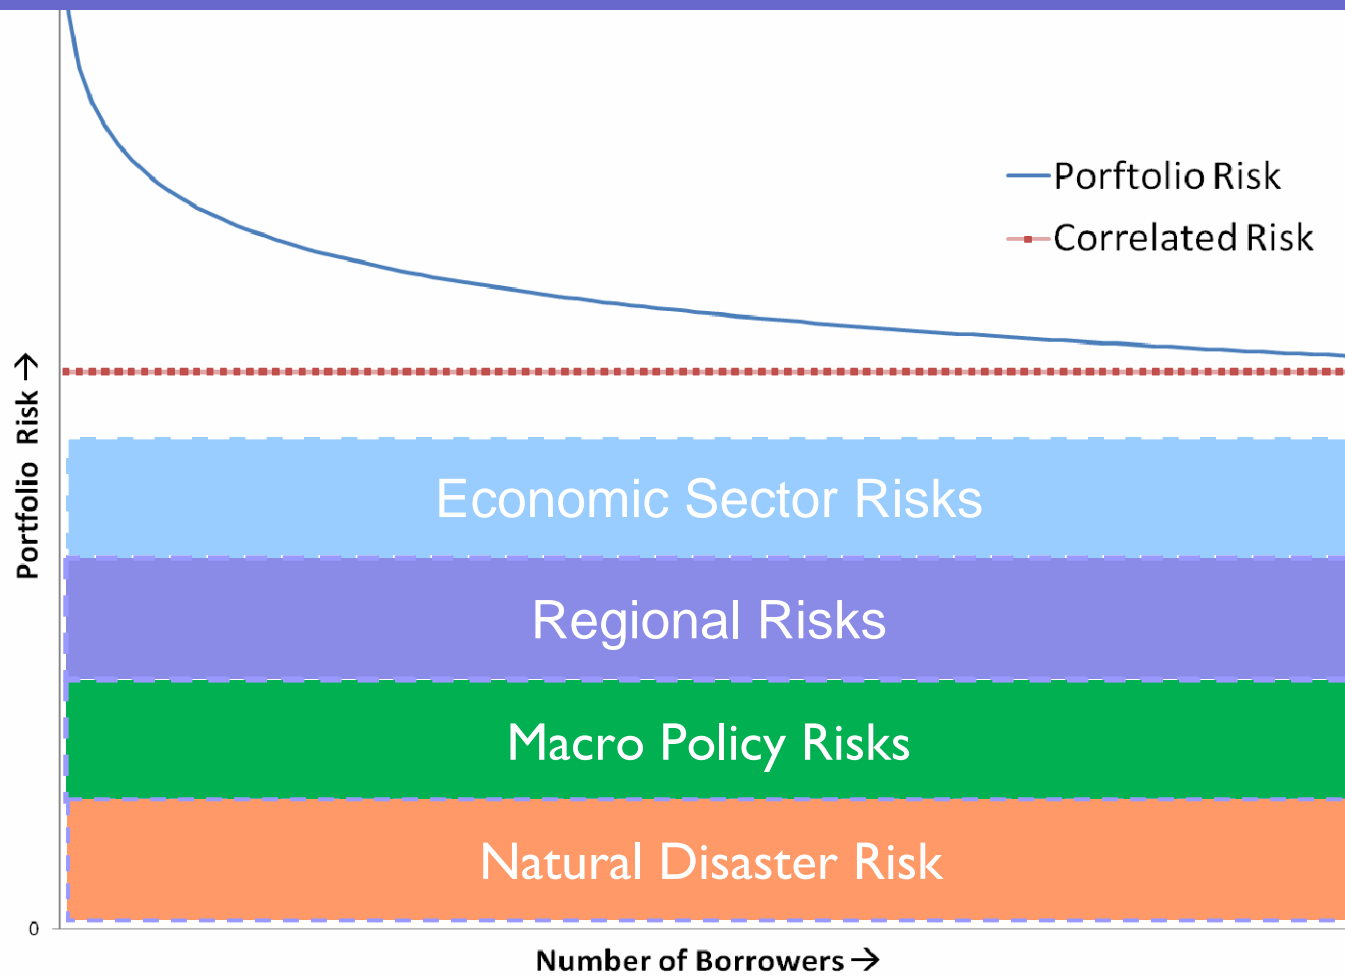 Porftolio Risk
Correlated Risk
Portfolio Risk →
Economic Sector Risks
Regional Risks
Macro Policy Risks
Natural Disaster Risk
0
Number of Borrowers →